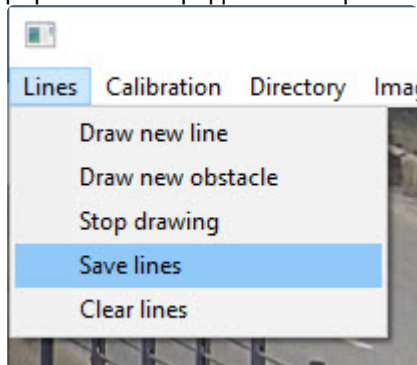 Lines Calibration Directory
Draw new line
Draw new obstacle
Stop drawing
Save lines
Clear lines